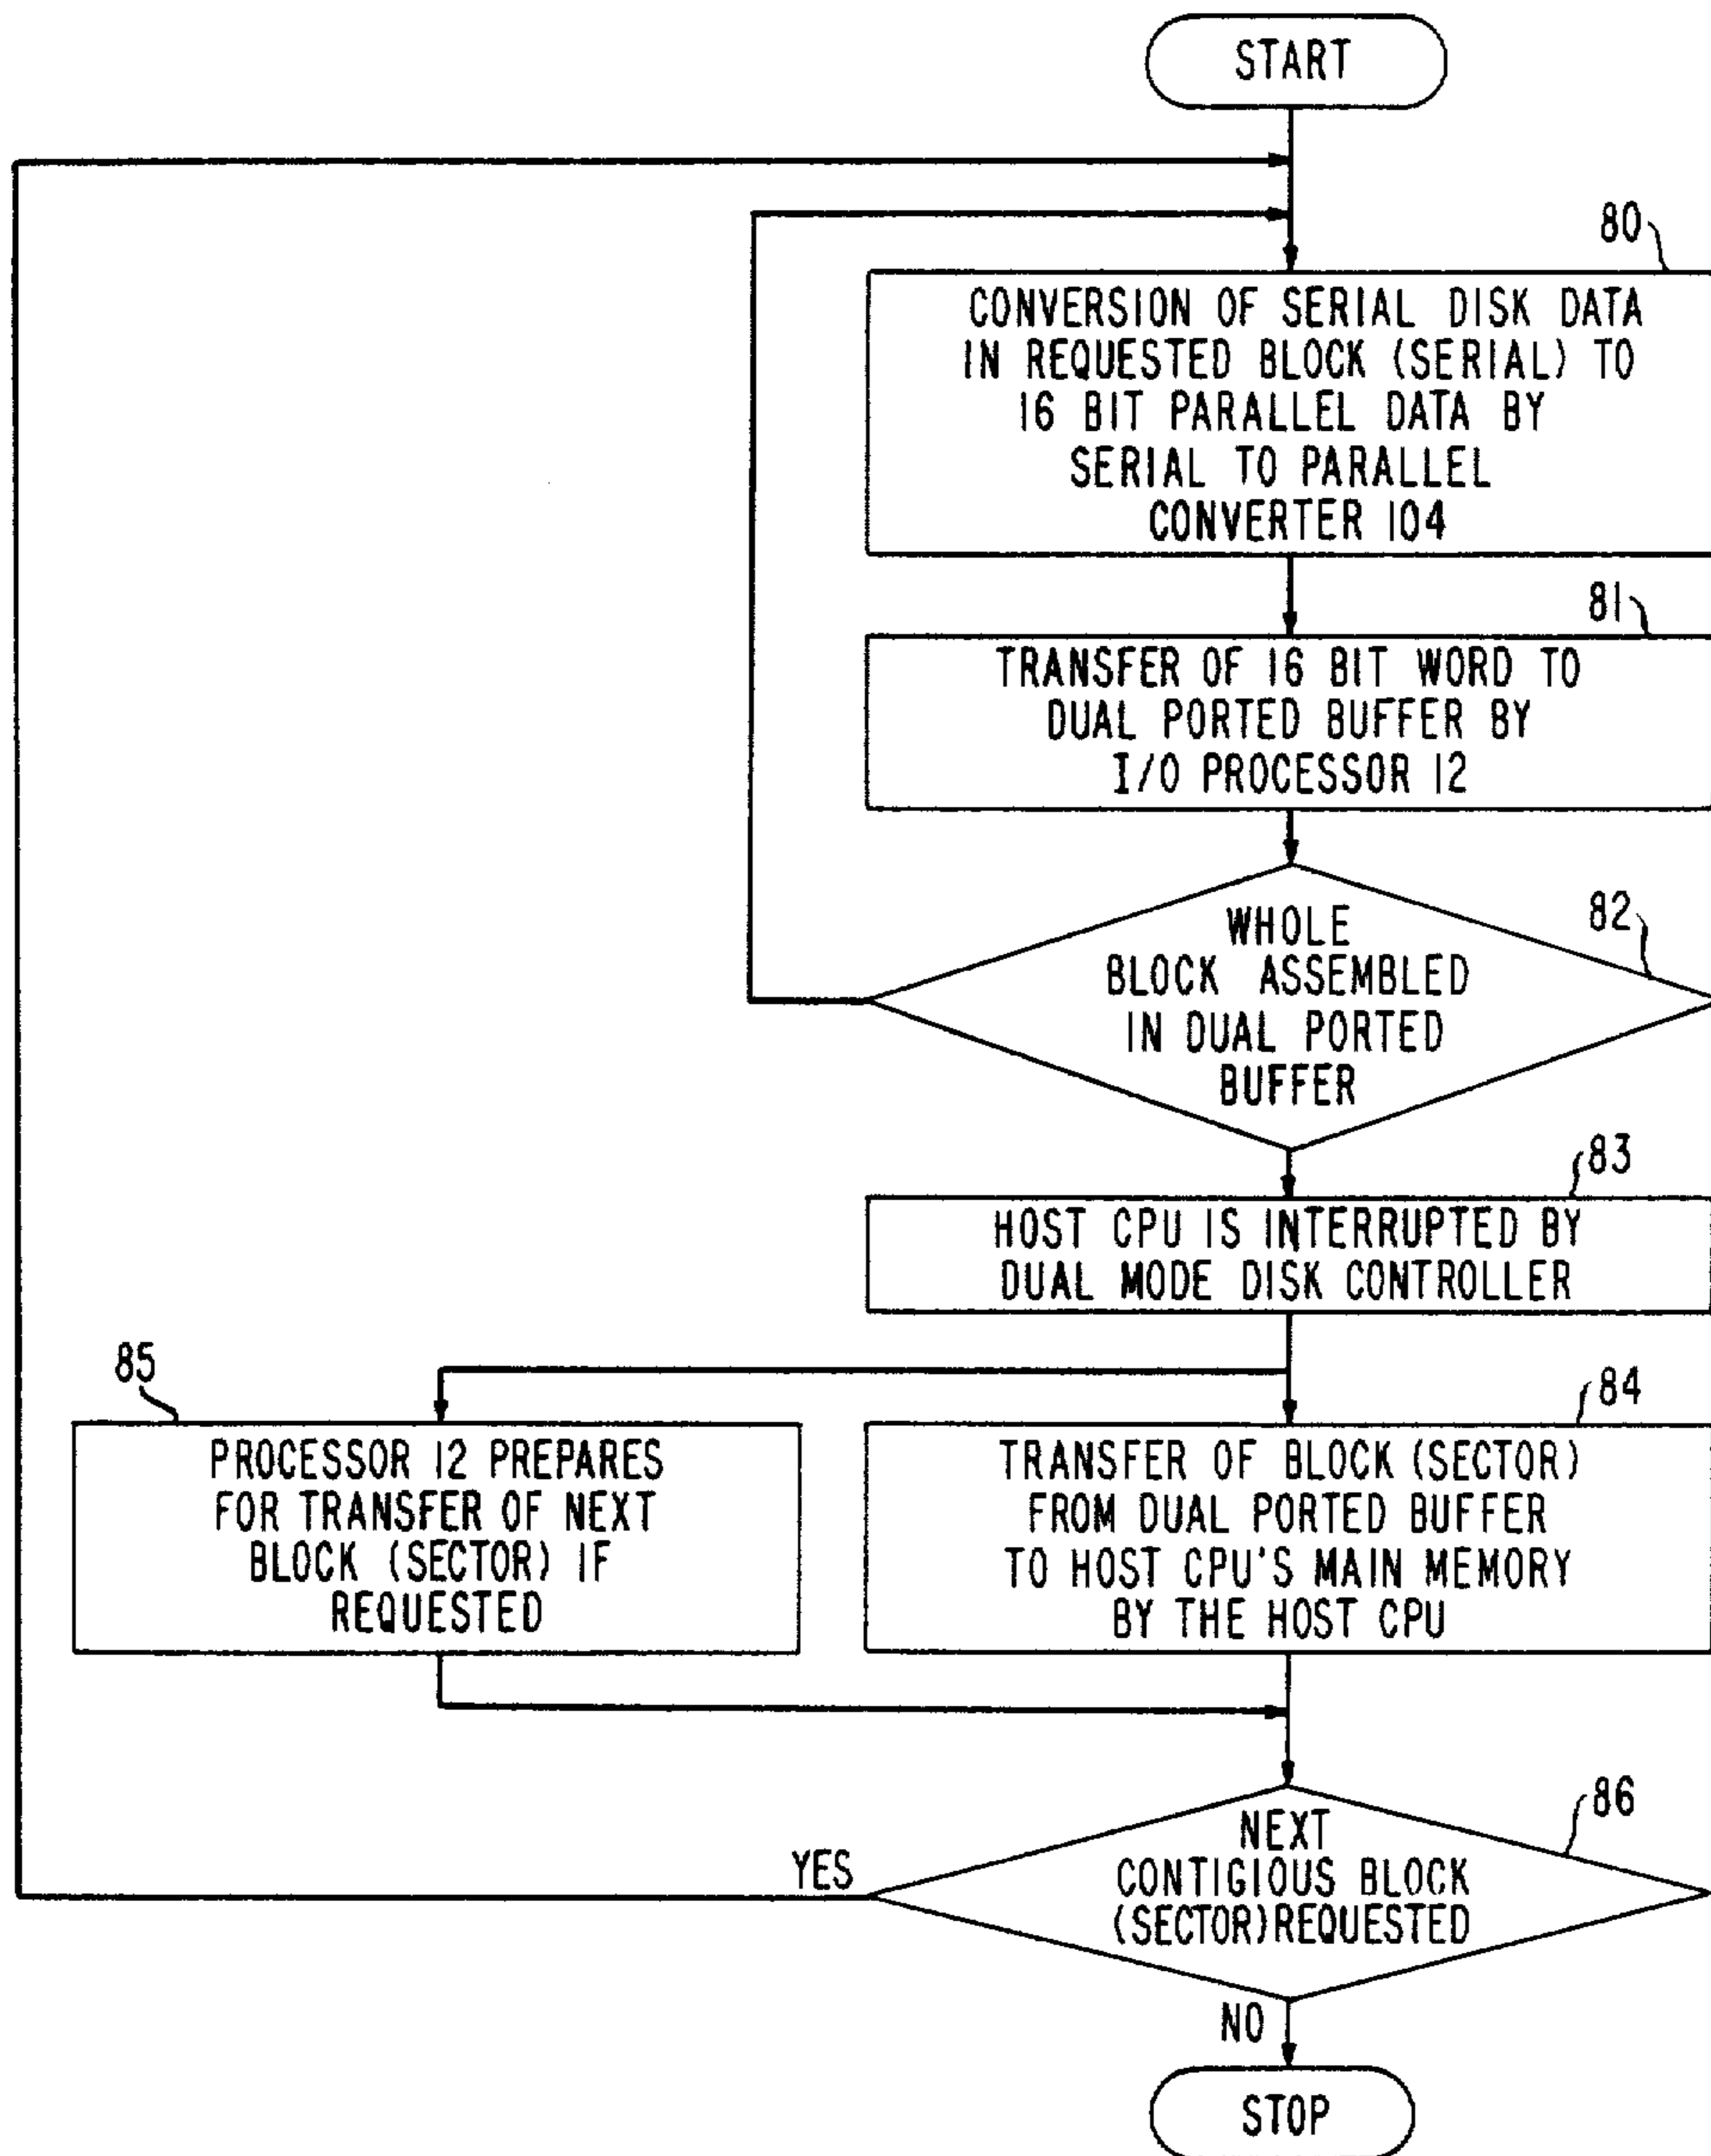 START
80
CONVERSION OF SERIAL DISK DATA
IN REQUESTED BLOCK (SERIAL) TO
16 BIT PARALLEL DATA BY
SERIAL TO PARALLEL
CONVERTER 104
81
TRANSFER OF 16 BIT WORD TO
DUAL PORTED BUFFER BY
I/O PROCESSOR 12
82
WHOLE
BLOCK ASSEMBLED
IN DUAL PORTED
BUFFER
83
HOST CPU IS INTERRUPTED BY
DUAL MODE DISK CONTROLLER
85
PROCESSOR 12 PREPARES
FOR TRANSFER OF NEXT
BLOCK (SECTOR) IF
REQUESTED
84
TRANSFER OF BLOCK (SECTOR)
FROM DUAL PORTED BUFFER
TO HOST CPU'S MAIN MEMORY
BY THE HOST CPU
86
NEXT
CONTIGIOUS BLOCK
(SECTOR) REQUESTED
YES
NO
STOP